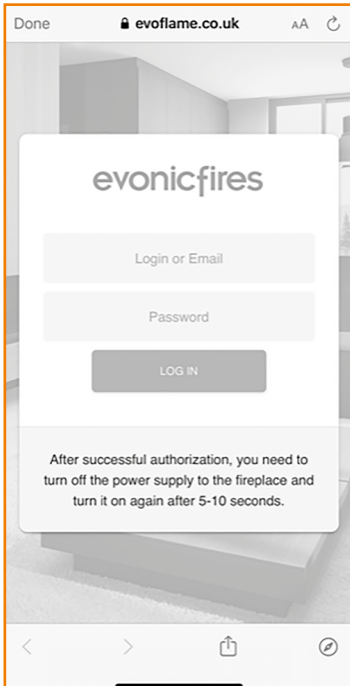 Done
evoflame.co.uk
AA
evonicfires
Login or Email
Password
LOG IN
After successful authorization, you need to
turn off the power supply to the fireplace and
turn it on again after 5-10 seconds.